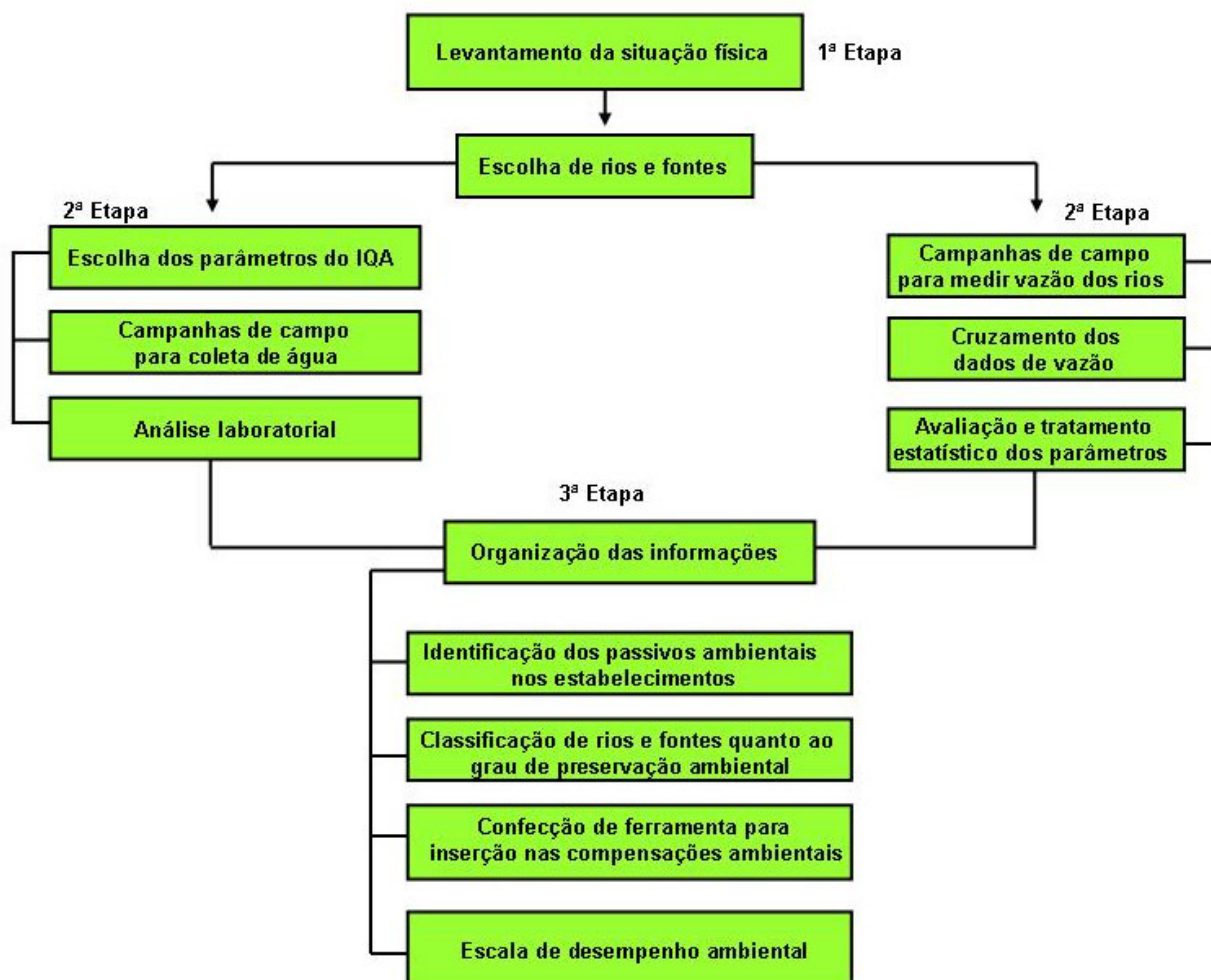 Levantamento da situação física
1ª Etapa
Escolha de rios e fontes
2ª Etapa
Escolha dos parâmetros do IQA
Campanhas de campo
para coleta de água
Análise laboratorial
2ª Etapa
Campanhas de campo
para medir vazão dos rios
Cruzamento dos
dados de vazão
Avaliação e tratamento
estatístico dos parâmetros
3ª Etapa
Organização das informações
Identificação dos passivos ambientais
nos estabelecimentos
Classificação de rios e fontes quanto ao
grau de preservação ambiental
Confecção de ferramenta para
inserção nas compensações ambientais
Escala de desempenho ambiental